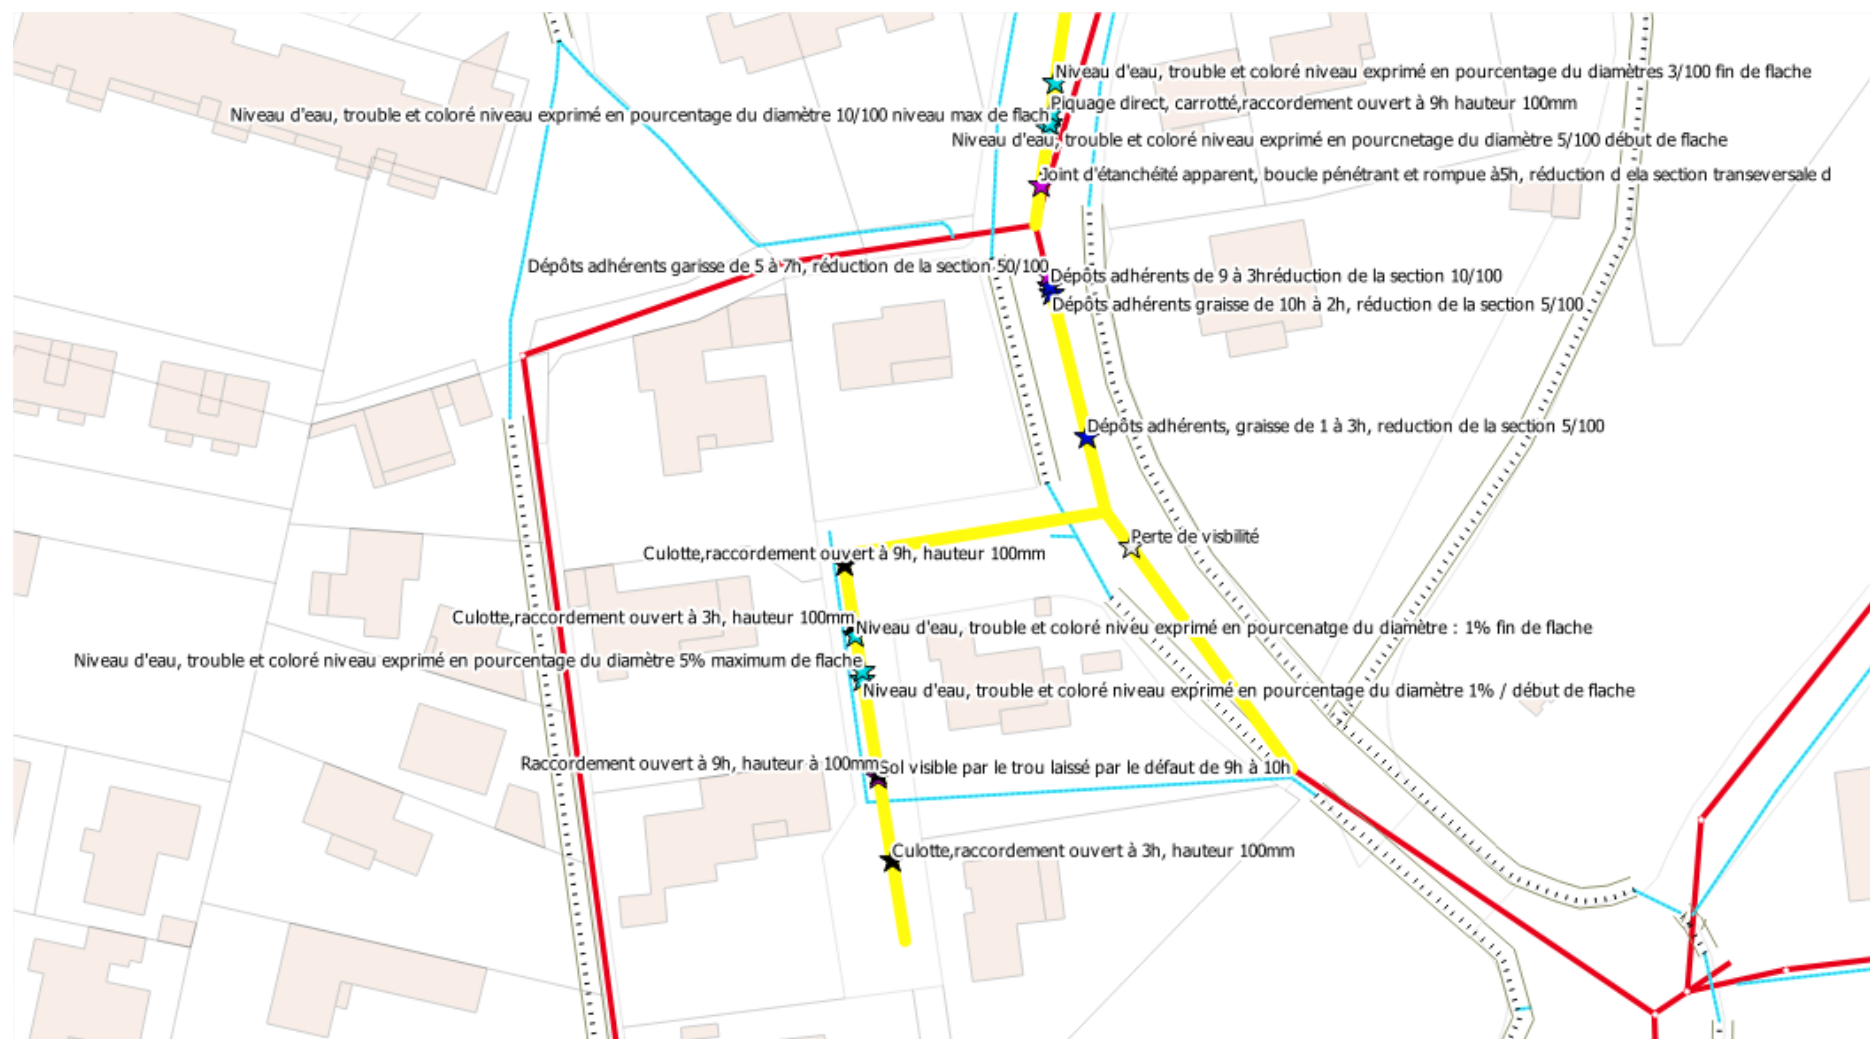 Niveau d'eau, trouble et coloré niveau exprimé en pourcentage du diamètres 3/100 fin de flache
Piquage direct, carrotté,raccordement ouvert à 9h hauteur 100mm
Niveau d'eau, trouble et coloré niveau exprimé en pourcentage du diamètre 10/100 niveau max de flach
Niveau d'eau, trouble et coloré niveau exprimé en pourcnetage du diamètre 5/100 début de flache
Joint d'étanchéité apparent, boucle pénétrant et rompue à5h, réduction d ela section transeversale d
Dépôts adhérents garisse de 5 à 7h, réduction de la section 50/100
Dépôts adhérents de 9 à 3hréduction de la section 10/100
Dépôts adhérents graisse de 10h à 2h, réduction de la section 5/100
Dépôts adhérents, graisse de 1 à 3h, reduction de la section 5/100
Perte de visbilité
Culotte,raccordement ouvert à 9h, hauteur 100mm
Culotte,raccordement ouvert à 3h, hauteur 100mm
Niveau d'eau, trouble et coloré niveu exprimé en pourcenatge du diamètre : 1% fin de flache
Niveau d'eau, trouble et coloré niveau exprimé en pourcentage du diamètre 5% maximum de flache
Niveau d'eau, trouble et coloré niveau exprimé en pourcentage du diamètre 1% / début de flache
Raccordement ouvert à 9h, hauteur à 100mm
Sol visible par le trou laissé par le défaut de 9h à 10h
Culotte,raccordement ouvert à 3h, hauteur 100mm